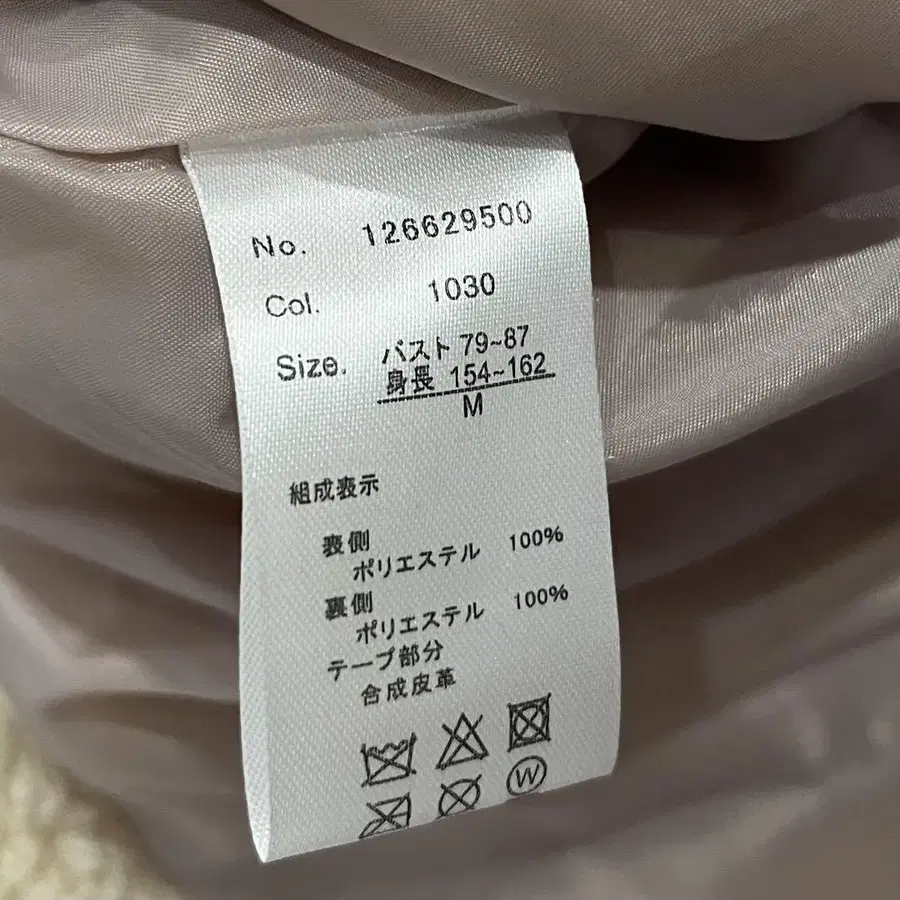 No. 126629500
Col. 1030
Size. バスト 79~87
身長 154~162
M
組成表示
表側
ポリエステル 100%
裏側
ポリエステル 100%
テープ部分
合成皮革
W